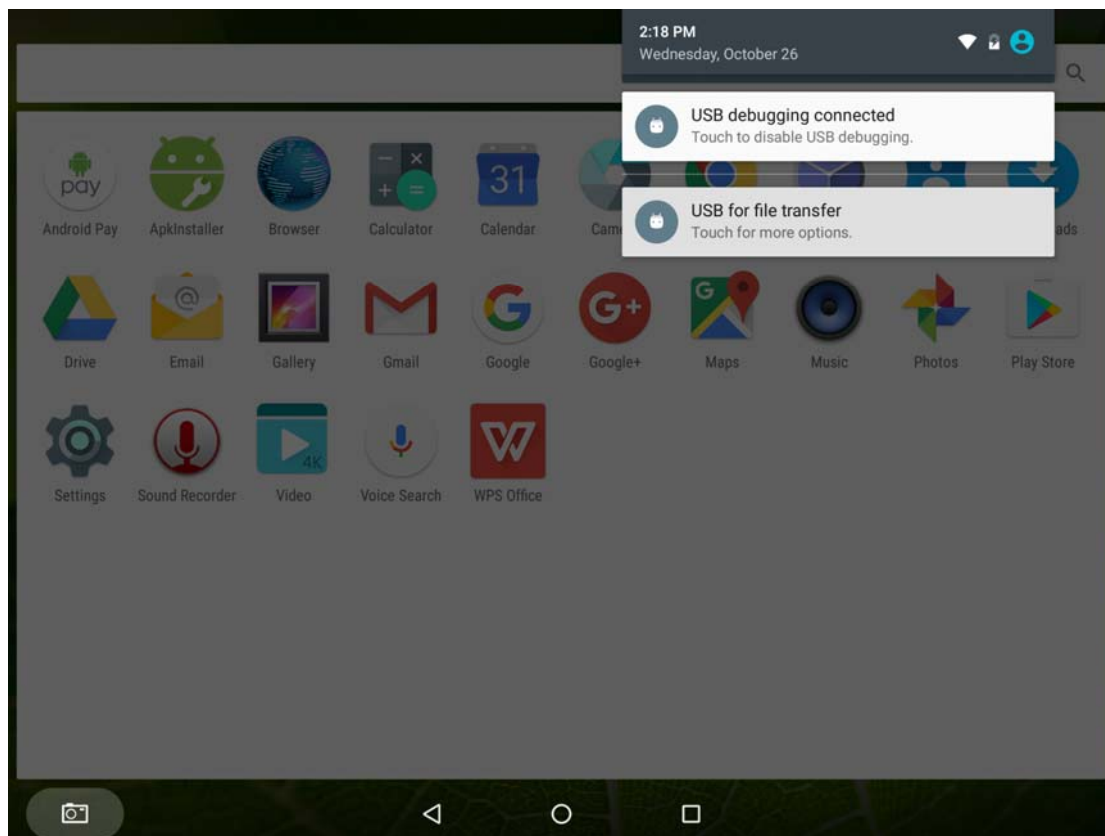 2:18 PM
Wednesday, October 26
USB debugging connected
Touch to disable USB debugging.
USB for file transfer
Touch for more options.
pay
31
Android Pay
ApkInstaller
Browser
Calculator
Calendar
Cam
ads
@
G
G+
G
Drive
Email
Gallery
Gmail
Google
Google+
Maps
Music
Photos
Play Store
4K
Settings
Sound Recorder
Video
Voice Search
WPS Office